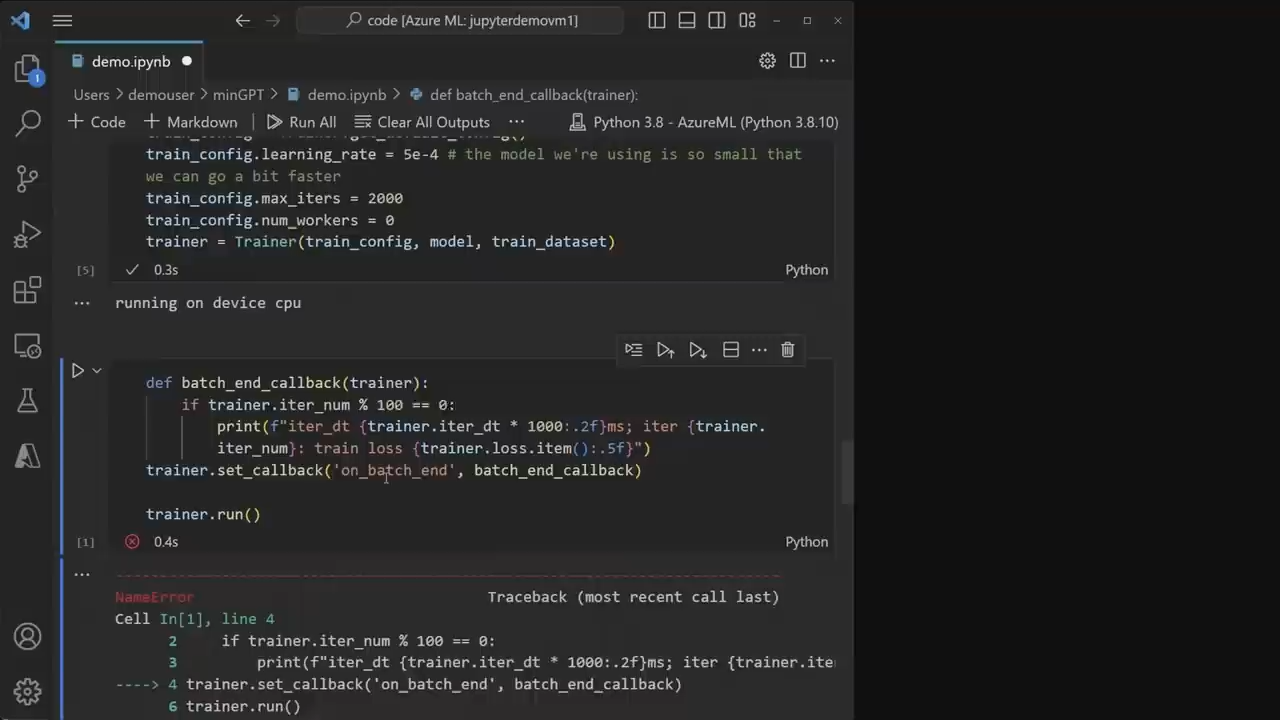 code [Azure ML: jupyterdemovm1]
demo.ipynb
1
Users > demouser > minGPT > demo.ipynb > def batch_end_callback(trainer):
+ Code + Markdown Run All Clear All Outputs ... Python 3.8 - AzureML (Python 3.8.10)
train_config.learning_rate = 5e-4 # the model we're using is so small that
we can go a bit faster
train_config.max_iters = 2000
train_config.num_workers = 0
trainer = Trainer(train_config, model, train_dataset)
[5] 0.3s Python
... running on device cpu
def batch_end_callback(trainer):
if trainer.iter_num % 100 == 0:
print(f"iter_dt {trainer.iter_dt * 1000:.2f}ms; iter {trainer.
iter_num}: train loss {trainer.loss.item():.5f}")
trainer.set_callback('on_batch_end', batch_end_callback)
trainer.run()
[1] 0.4s Python
...
---------------------------------------------------------------------------
NameError Traceback (most recent call last)
Cell In[1], line 4
2 if trainer.iter_num % 100 == 0:
3 print(f"iter_dt {trainer.iter_dt * 1000:.2f}ms; iter {trainer.ite
----> 4 trainer.set_callback('on_batch_end', batch_end_callback)
6 trainer.run()